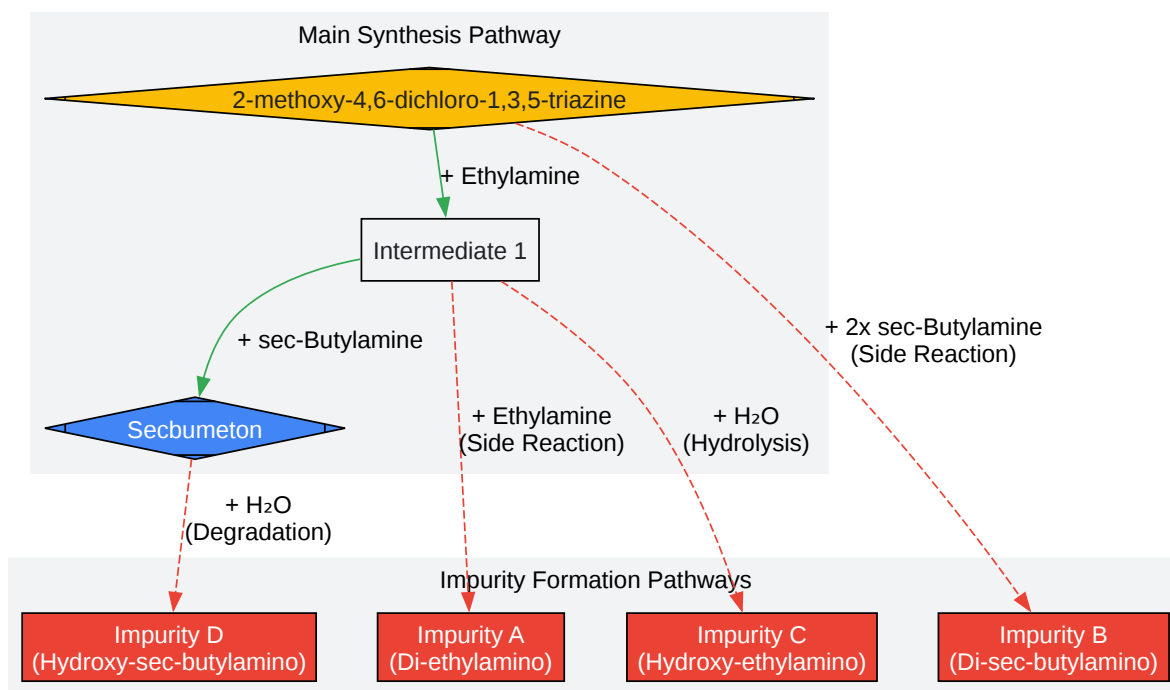 Main Synthesis Pathway
2-methoxy-4,6-dichloro-1,3,5-triazine
+ Ethylamine
Intermediate 1
+ 2x sec-Butylamine
(Side Reaction)
+ sec-Butylamine
Secbumeton
+ Ethylamine
(Side Reaction)
+ H₂O
(Hydrolysis)
+ H₂O
(Degradation)
Impurity Formation Pathways
Impurity D
(Hydroxy-sec-butylamino)
Impurity A
(Di-ethylamino)
Impurity C
(Hydroxy-ethylamino)
Impurity B
(Di-sec-butylamino)